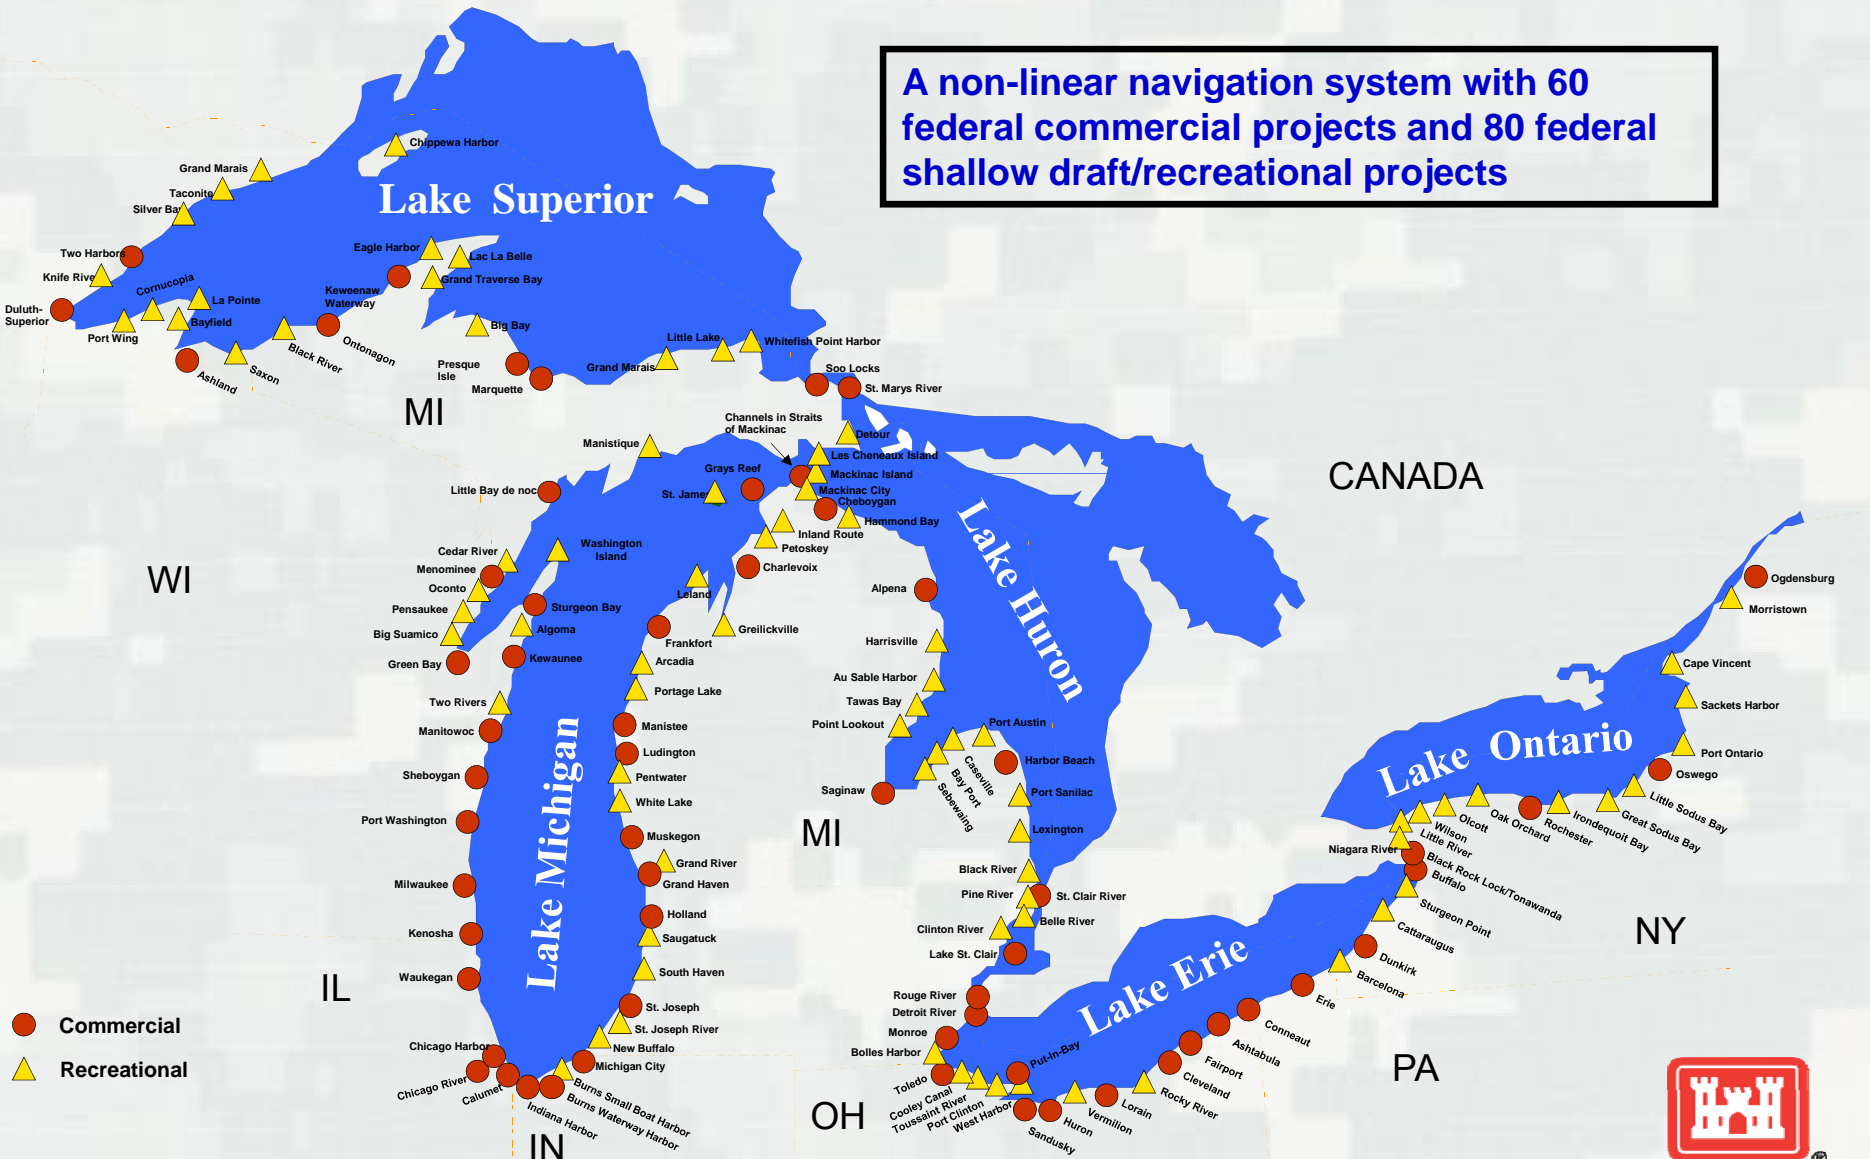 A non-linear navigation system with 60
federal commercial projects and 80 federal
shallow draft/recreational projects
Chippewa Harbor
Grand Marais
Taconite
Silver Bay
Lake Superior
Two Harbors
Knife River
Cornucopia
Duluth-
Superior
Port Wing
La Pointe
Bayfield
Ashland
Saxon
Black River
Ontonagon
Eagle Harbor
Lac La Belle
Grand Traverse Bay
Keweenaw
Waterway
Big Bay
Presque
Isle
Marquette
Grand Marais
Little Lake
Whitefish Point Harbor
Soo Locks
St. Marys River
MI
Channels in Straits
of Mackinac
Detour
Les Cheneaux Island
Mackinac Island
Mackinac City
Cheboygan
Hammond Bay
Inland Route
Petoskey
Charlevoix
Manistique
Grays Reef
St. James
Little Bay de noc
CANADA
WI
Cedar River
Menominee
Oconto
Pensaukee
Big Suamico
Green Bay
Washington
Island
Sturgeon Bay
Algoma
Kewaunee
Two Rivers
Manitowoc
Sheboygan
Port Washington
Milwaukee
Kenosha
Waukegan
Lake Michigan
Leland
Greilickville
Frankfort
Arcadia
Portage Lake
Manistee
Ludington
Pentwater
White Lake
Muskegon
Grand River
Grand Haven
Holland
Saugatuck
South Haven
St. Joseph
St. Joseph River
New Buffalo
Michigan City
Burns Small Boat Harbor
Burns Waterway Harbor
Indiana Harbor
Calumet
Chicago River
Chicago Harbor
IL
IN
Lake Huron
Alpena
Harrisville
Au Sable Harbor
Tawas Bay
Point Lookout
Saginaw
Port Austin
Caseville
Bay Port
Sebewaing
Harbor Beach
Port Sanilac
Lexington
MI
Black River
Pine River
St. Clair River
Belle River
Clinton River
Lake St. Clair
Rouge River
Detroit River
Monroe
Bolles Harbor
Toledo
Cooley Canal
Toussaint River
Port Clinton
West Harbor
Put-In-Bay
Sandusky
Huron
Vermilion
Lorain
Rocky River
Cleveland
Fairport
Ashtabula
Conneaut
Erie
Barcelona
Dunkirk
Cattaraugus
Sturgeon Point
Buffalo
Black Rock Lock/Tonawanda
Lake Erie
OH
PA
NY
Niagara River
Little River
Wilson
Olcott
Oak Orchard
Rochester
Irondequoit Bay
Great Sodus Bay
Little Sodus Bay
Oswego
Port Ontario
Sackets Harbor
Cape Vincent
Morristown
Ogdensburg
Lake Ontario
Commercial
Recreational
®